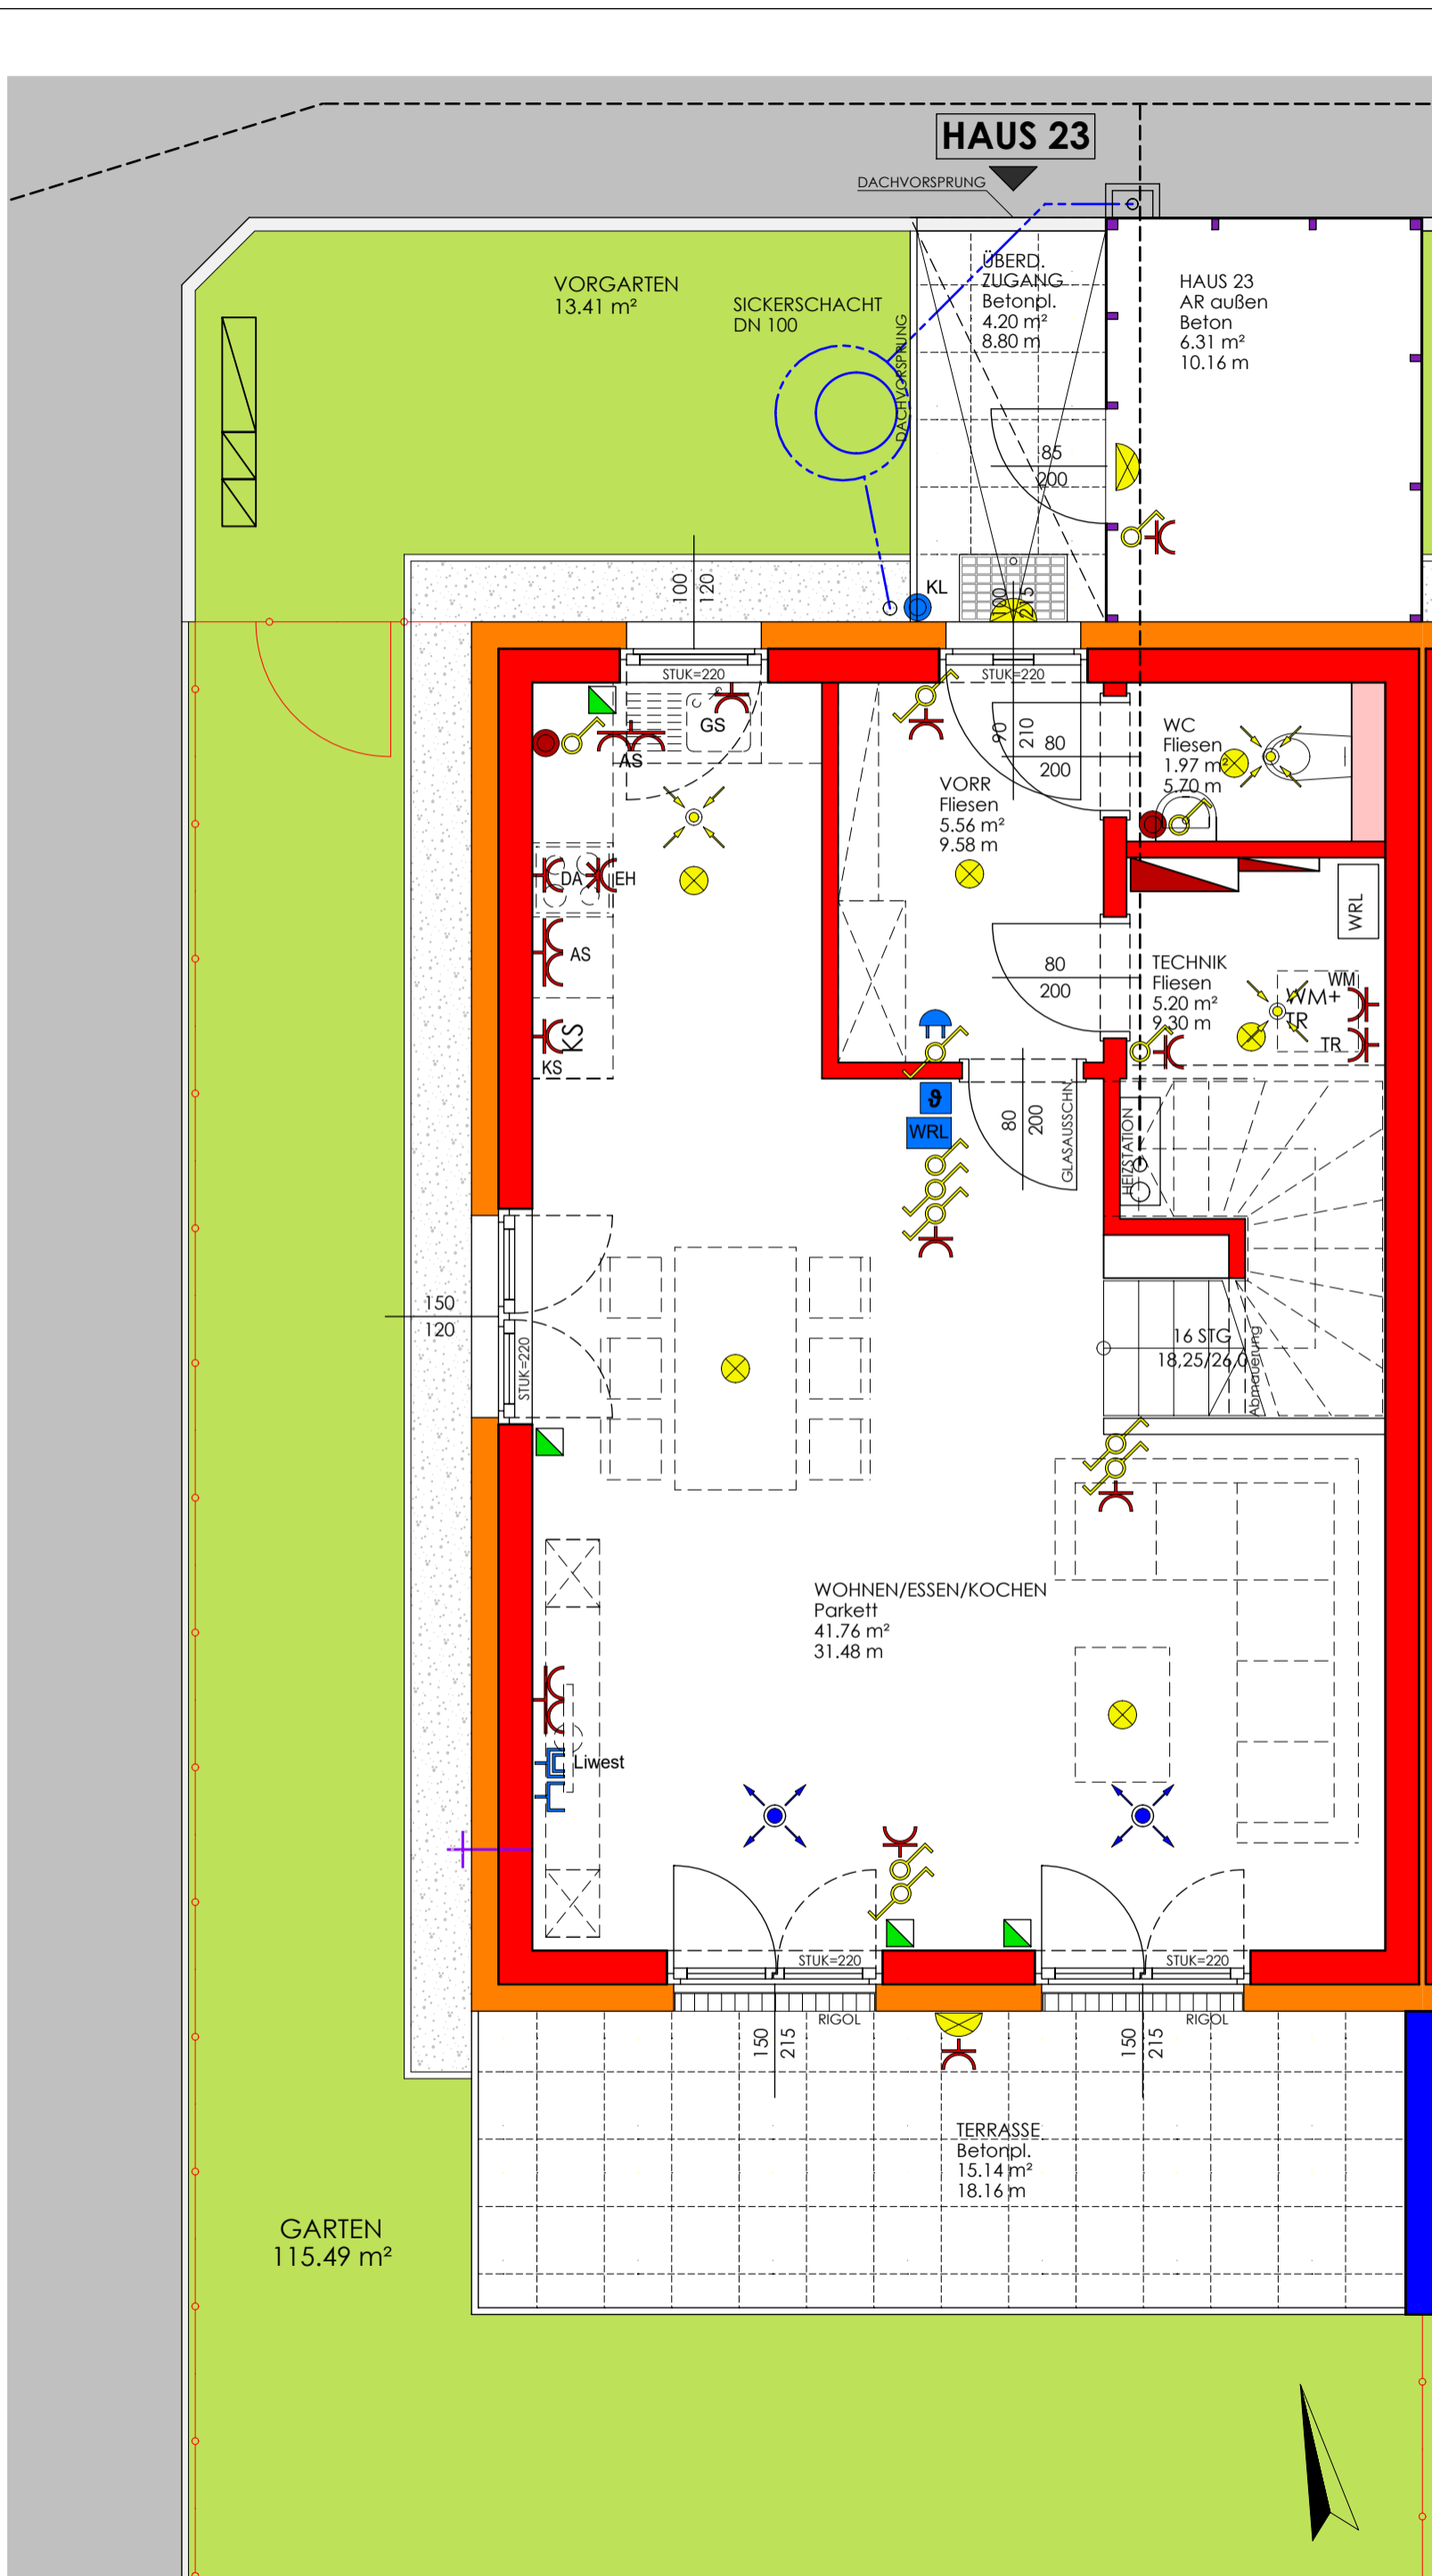 HAUS 23
DACHVORSPRUNG
VORGARTEN
13.41 m²
SICKERSCHACHT
DN 100
DACHVORSPRUNG
ÜBERD.
ZUGANG
Betonpl.
4.20 m²
8.80 m
HAUS 23
AR außen
Beton
6.31 m²
10.16 m
85
200
100
120
KL
100
215
STUK=220
STUK=220
GS
AS
90
210
80
200
WC
Fliesen
1.97 m²
5.70 m
VORR
Fliesen
5.56 m²
9.58 m
DA
EH
AS
KS
KS
WRL
80
200
TECHNIK
Fliesen
5.20 m²
9.30 m
WM
WM+
TR
TR
ϑ
WRL
80
200
GLASAUSSCHN.
HEIZSTATION
150
120
STUK=220
16 STG
18,25/26,0
Abmauerung
WOHNEN/ESSEN/KOCHEN
Parkett
41.76 m²
31.48 m
Liwest
STUK=220
STUK=220
RIGOL
RIGOL
150
215
150
215
TERRASSE
Betonpl.
15.14 m²
18.16 m
GARTEN
115.49 m²